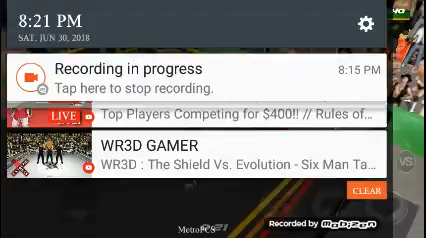 8:21 PM
SAT, JUN 30, 2018
Recording in progress
8:15 PM
Tap here to stop recording.
LIVE
Top Players Competing for $400!! // Rules of...
WR3D GAMER
WR3D : The Shield Vs. Evolution - Six Man Ta...
VS
CLEAR
MetroPCS
Recorded by Mobizen